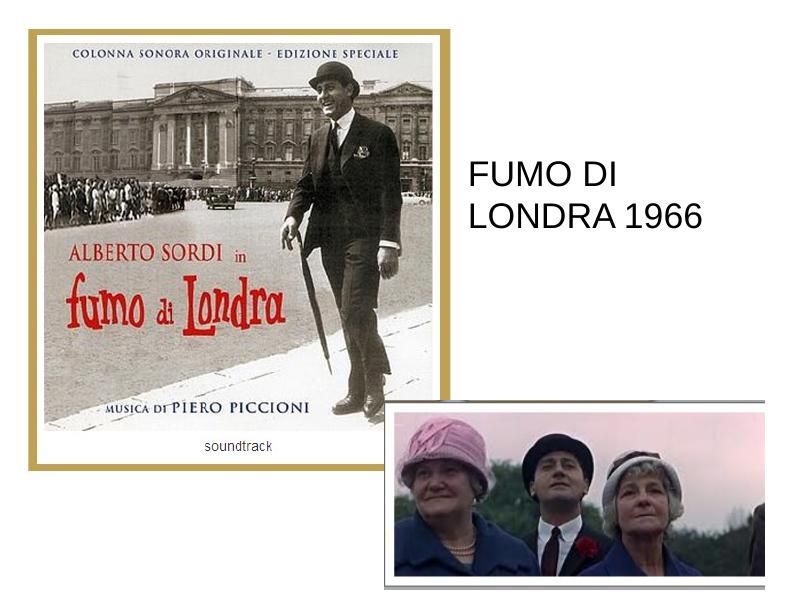 COLONNA SONORA ORIGINALE - EDIZIONE SPECIALE
FUMO DI
LONDRA 1966
ALBERTO SORDI in
fumo di Londra
MUSICA DI PIERO PICCIONI
soundtrack